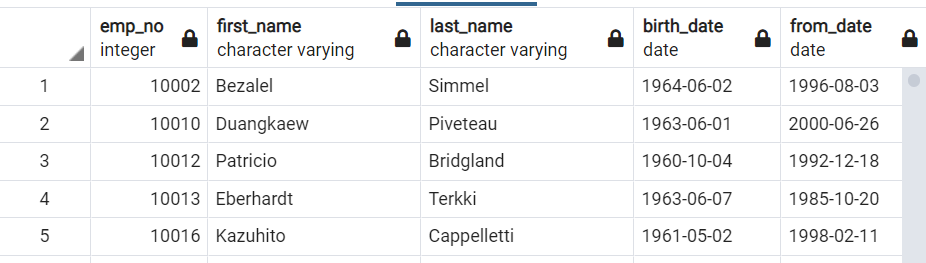 emp_no first_name last_name birth_date from_date
integer character varying character varying date date
1 10002 Bezalel Simmel 1964-06-02 1996-08-03
2 10010 Duangkaew Piveteau 1963-06-01 2000-06-26
3 10012 Patricio Bridgland 1960-10-04 1992-12-18
4 10013 Eberhardt Terkki 1963-06-07 1985-10-20
5 10016 Kazuhito Cappelletti 1961-05-02 1998-02-11